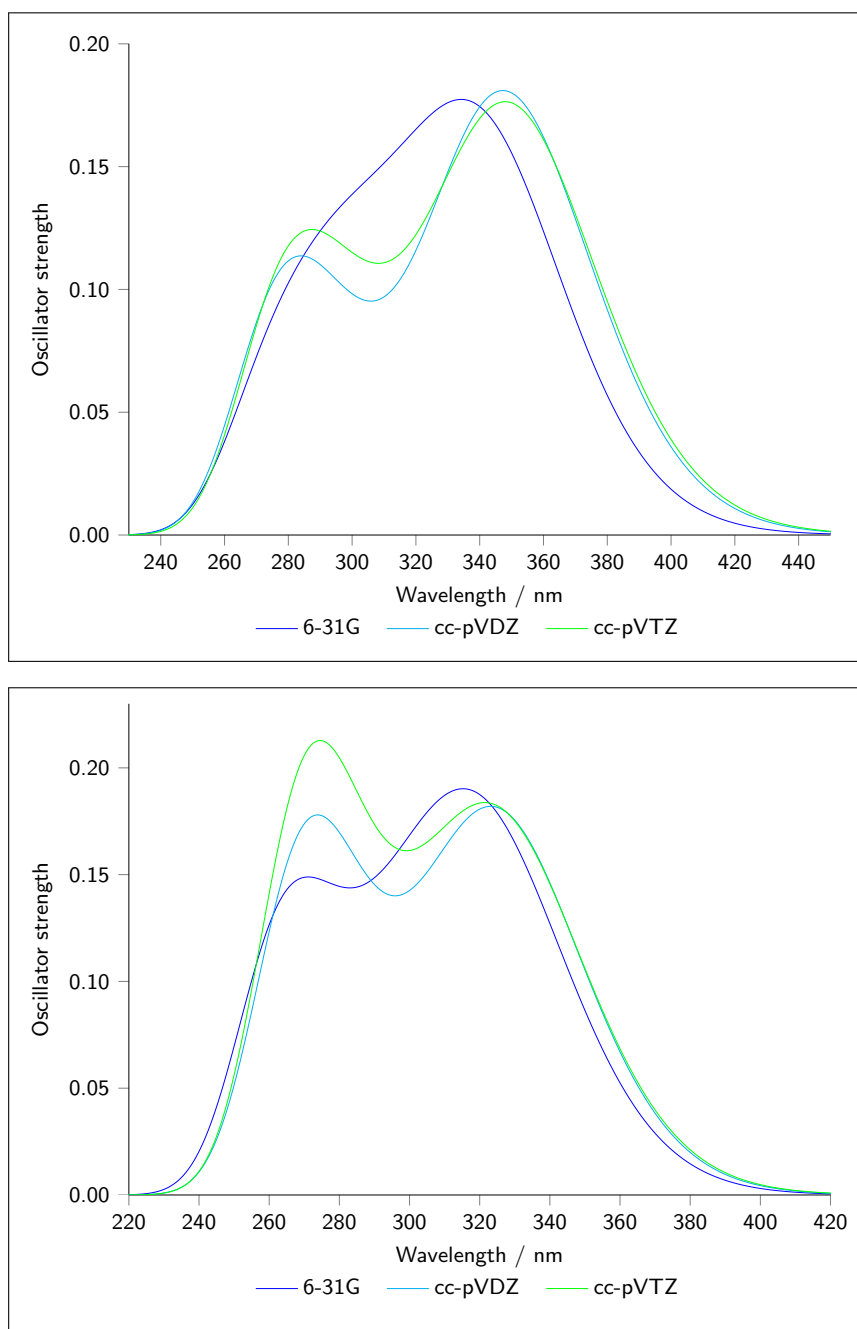 0.20
0.15
0.10
0.05
0.00
Oscillator strength
240 260 280 300 320 340 360 380 400 420 440
Wavelength / nm
6-31G cc-pVDZ cc-pVTZ
0.20
0.15
0.10
0.05
0.00
Oscillator strength
220 240 260 280 300 320 340 360 380 400 420
Wavelength / nm
6-31G cc-pVDZ cc-pVTZ